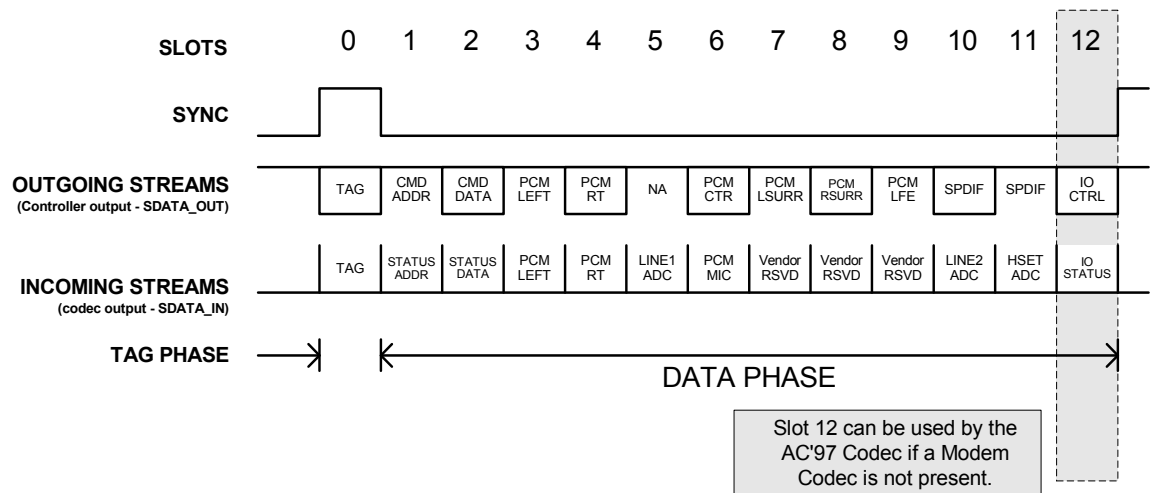 SLOTS 0 1 2 3 4 5 6 7 8 9 10 11 12
SYNC
OUTGOING STREAMS
(Controller output - SDATA_OUT)
TAG
CMD
ADDR
CMD
DATA
PCM
LEFT
PCM
RT
NA
PCM
CTR
PCM
LSURR
PCM
RSURR
PCM
LFE
SPDIF
SPDIF
IO
CTRL
INCOMING STREAMS
(codec output - SDATA_IN)
TAG
STATUS
ADDR
STATUS
DATA
PCM
LEFT
PCM
RT
LINE1
ADC
PCM
MIC
Vendor
RSVD
Vendor
RSVD
Vendor
RSVD
LINE2
ADC
HSET
ADC
IO
STATUS
TAG PHASE
DATA PHASE
Slot 12 can be used by the
AC'97 Codec if a Modem
Codec is not present.